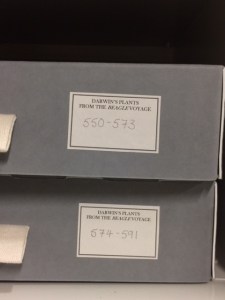 DARWIN'S PLANTS
FROM THE BEAGLE VOYAGE
550-573
DARWIN'S PLANTS
FROM THE BEAGLE VOYAGE
574-591